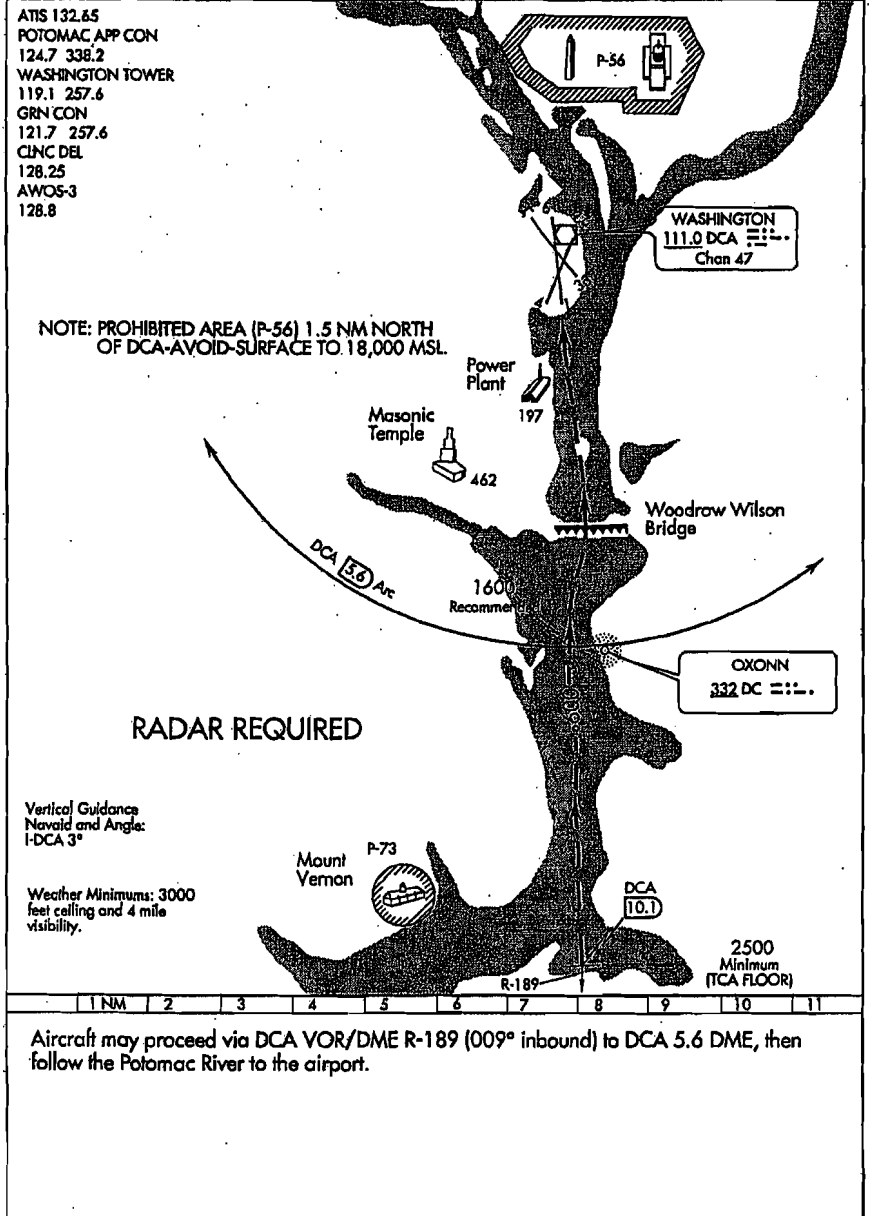 ATIS 132.65
POTOMAC APP CON
124.7 338.2
WASHINGTON TOWER
119.1 257.6
GRN CON
121.7 257.6
CLNC DEL
128.25
AWOS-3
128.8
P-56
WASHINGTON
111.0 DCA
Chan 47
4
NOTE: PROHIBITED AREA (P-56) 1.5 NM NORTH
OF DCA-AVOID-SURFACE TO 18,000 MSL.
Power
Plant
197
Masonic
Temple
462
Woodrow Wilson
Bridge
DCA 5.6 Arc
1600
OXONN
332 DC
RADAR REQUIRED
Vertical Guidance
Navaid and Angle:
I-DCA 3°
Weather Minimums: 3000
feet ceiling and 4 mile
visibility.
Mount
Vernon
P-73
DCA
10.1
R-189
2500
Minimum
(TCA FLOOR)
1 NM 2 3 4 5 6 7 8 9 10 11
Aircraft may proceed via DCA VOR/DME R-189 (009° inbound) to DCA 5.6 DME, then
follow the Potomac River to the airport.